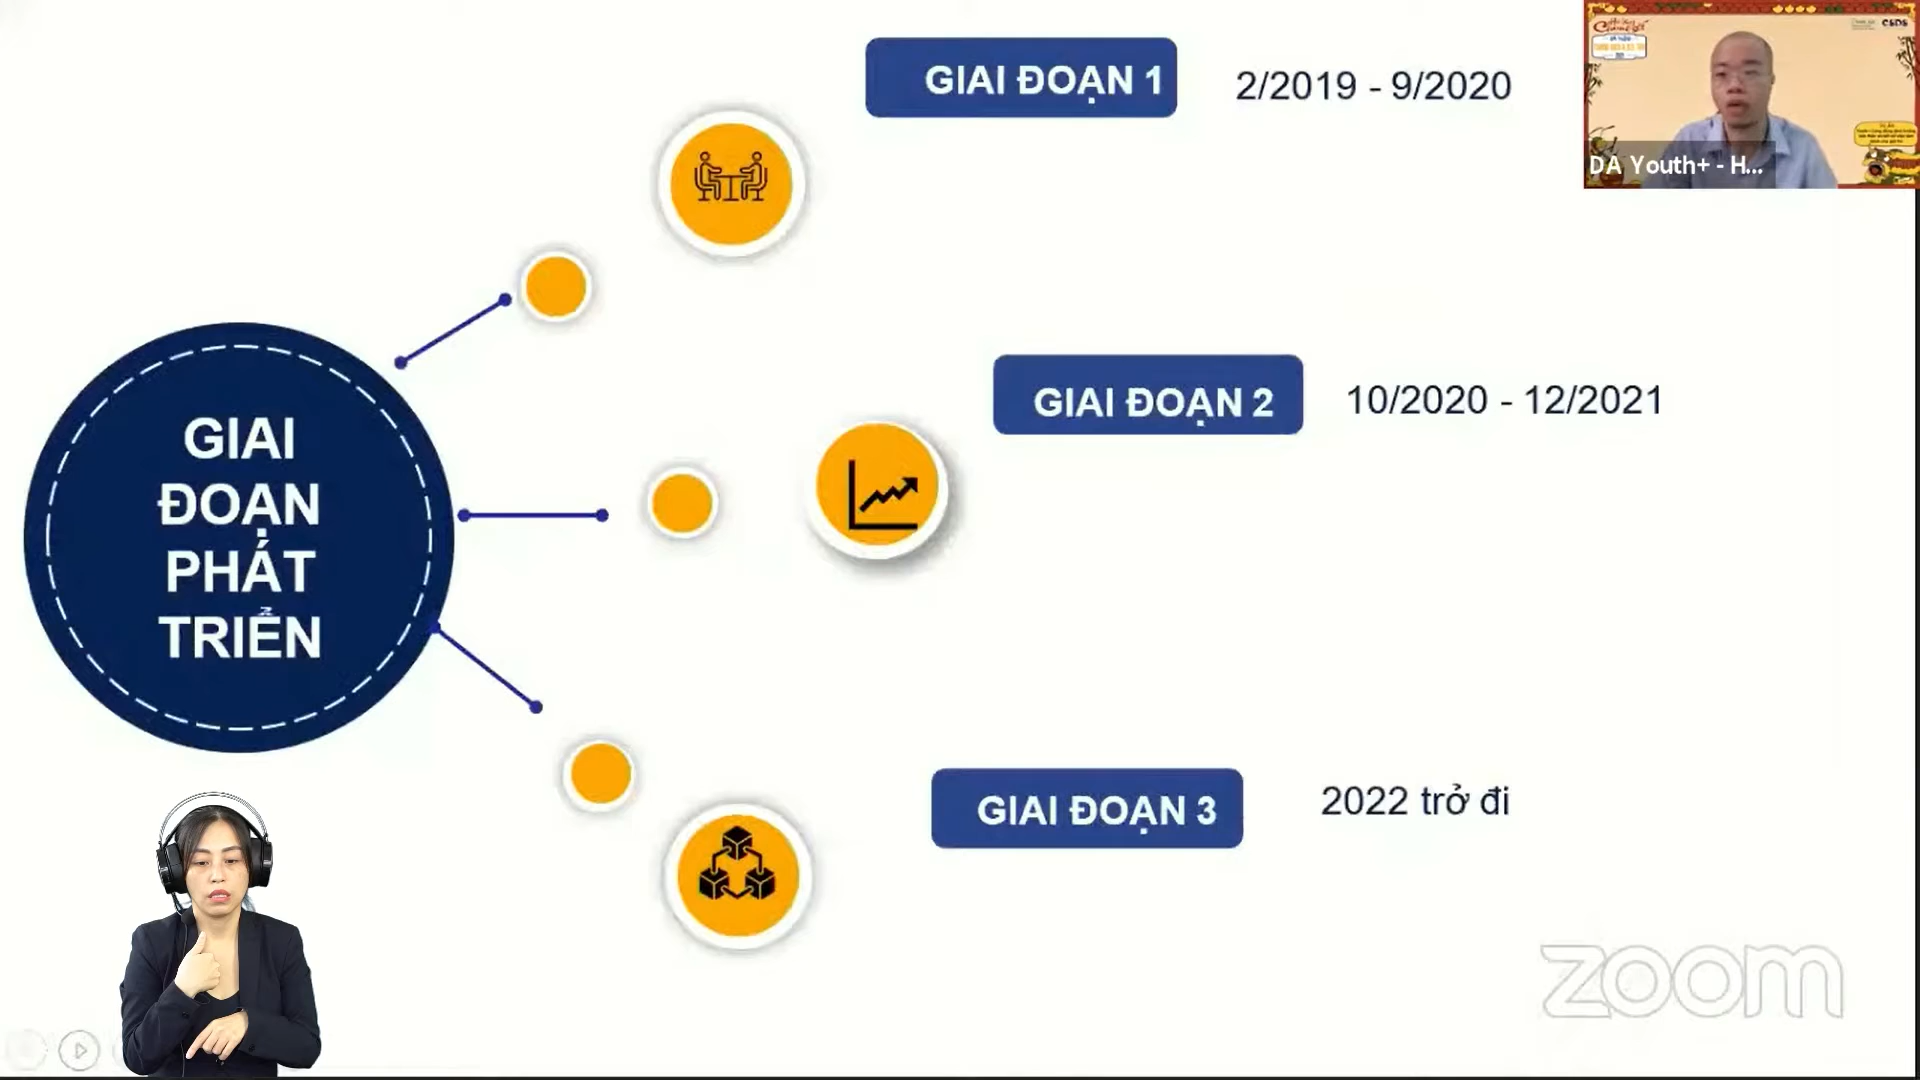 GIAI ĐOẠN 1
2/2019 - 9/2020
DA Youth+ - H...
CSDS
GIAI ĐOẠN 2
10/2020 - 12/2021
GIAI
ĐOẠN
PHÁT
TRIỂN
GIAI ĐOẠN 3
2022 trở đi
zoom